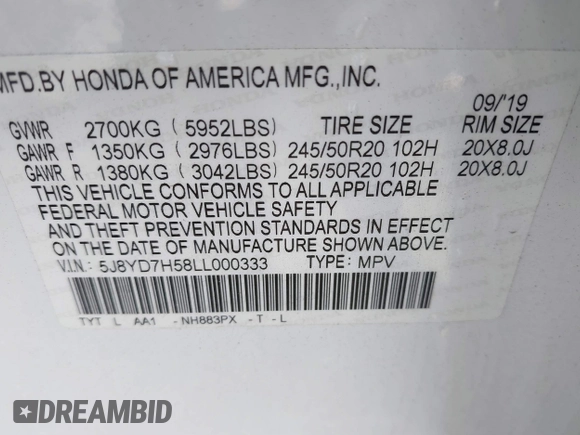 MFD.BY HONDA OF AMERICA MFG.,INC.
09/'19
GVWR 2700KG ( 5952LBS) TIRE SIZE RIM SIZE
GAWR F 1350KG ( 2976LBS) 245/50R20 102H 20X8.0J
GAWR R 1380KG ( 3042LBS) 245/50R20 102H 20X8.0J
THIS VEHICLE CONFORMS TO ALL APPLICABLE
FEDERAL MOTOR VEHICLE SAFETY
AND THEFT PREVENTION STANDARDS IN EFFECT
ON THE DATE OF MANUFACTURE SHOWN ABOVE.
V.I.N.: 5J8YD7H58LL000333 TYPE: MPV
TYT L AA1 -NH883PX -T -L
DREAMBID